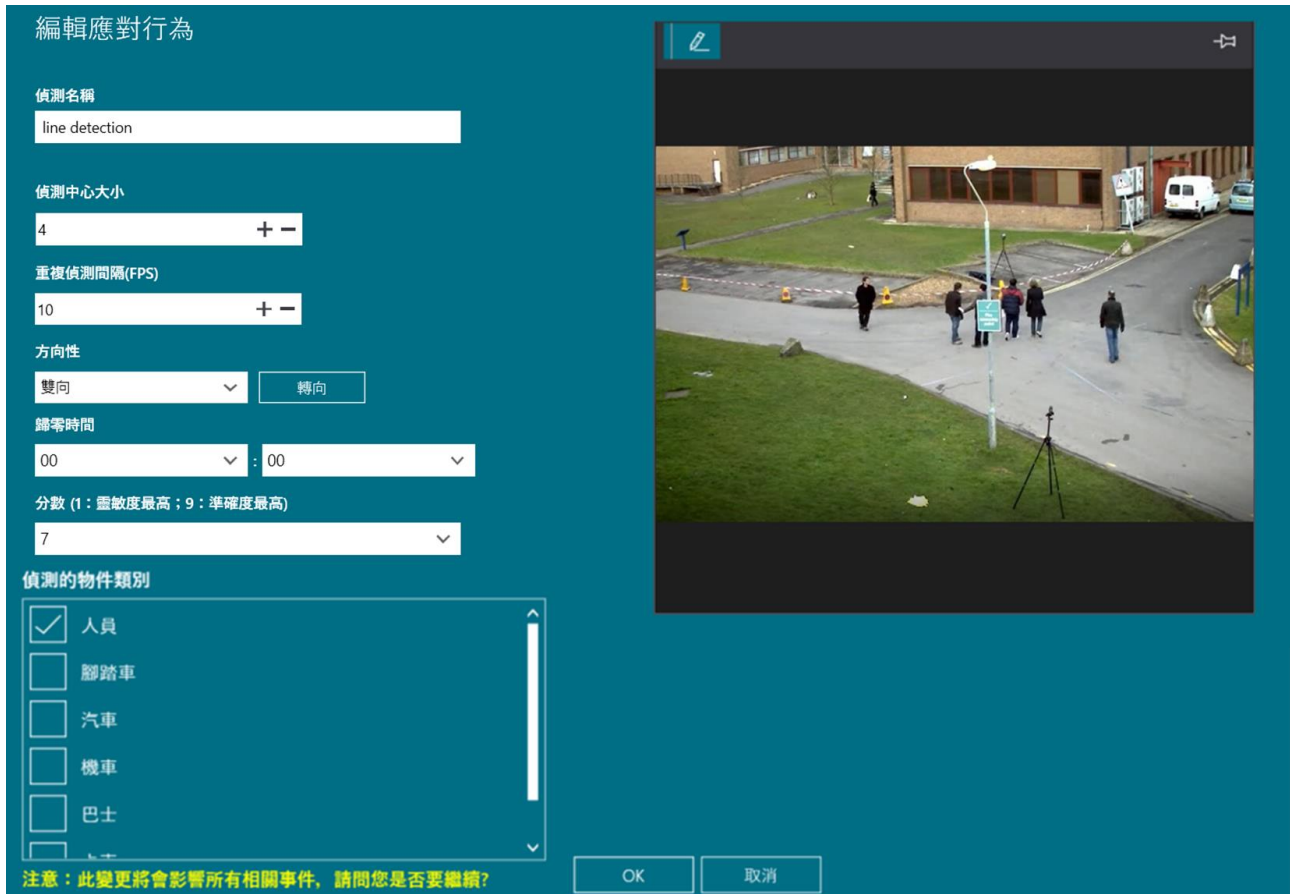 編輯應對行為
偵測名稱
line detection
偵測中心大小
4
重複偵測間隔(FPS)
10
方向性
雙向
轉向
歸零時間
00 : 00
分數 (1：靈敏度最高；9：準確度最高)
7
偵測的物件類別
人員
腳踏車
汽車
機車
巴士
注意：此變更將會影響所有相關事件，請問您是否要繼續?
OK
取消